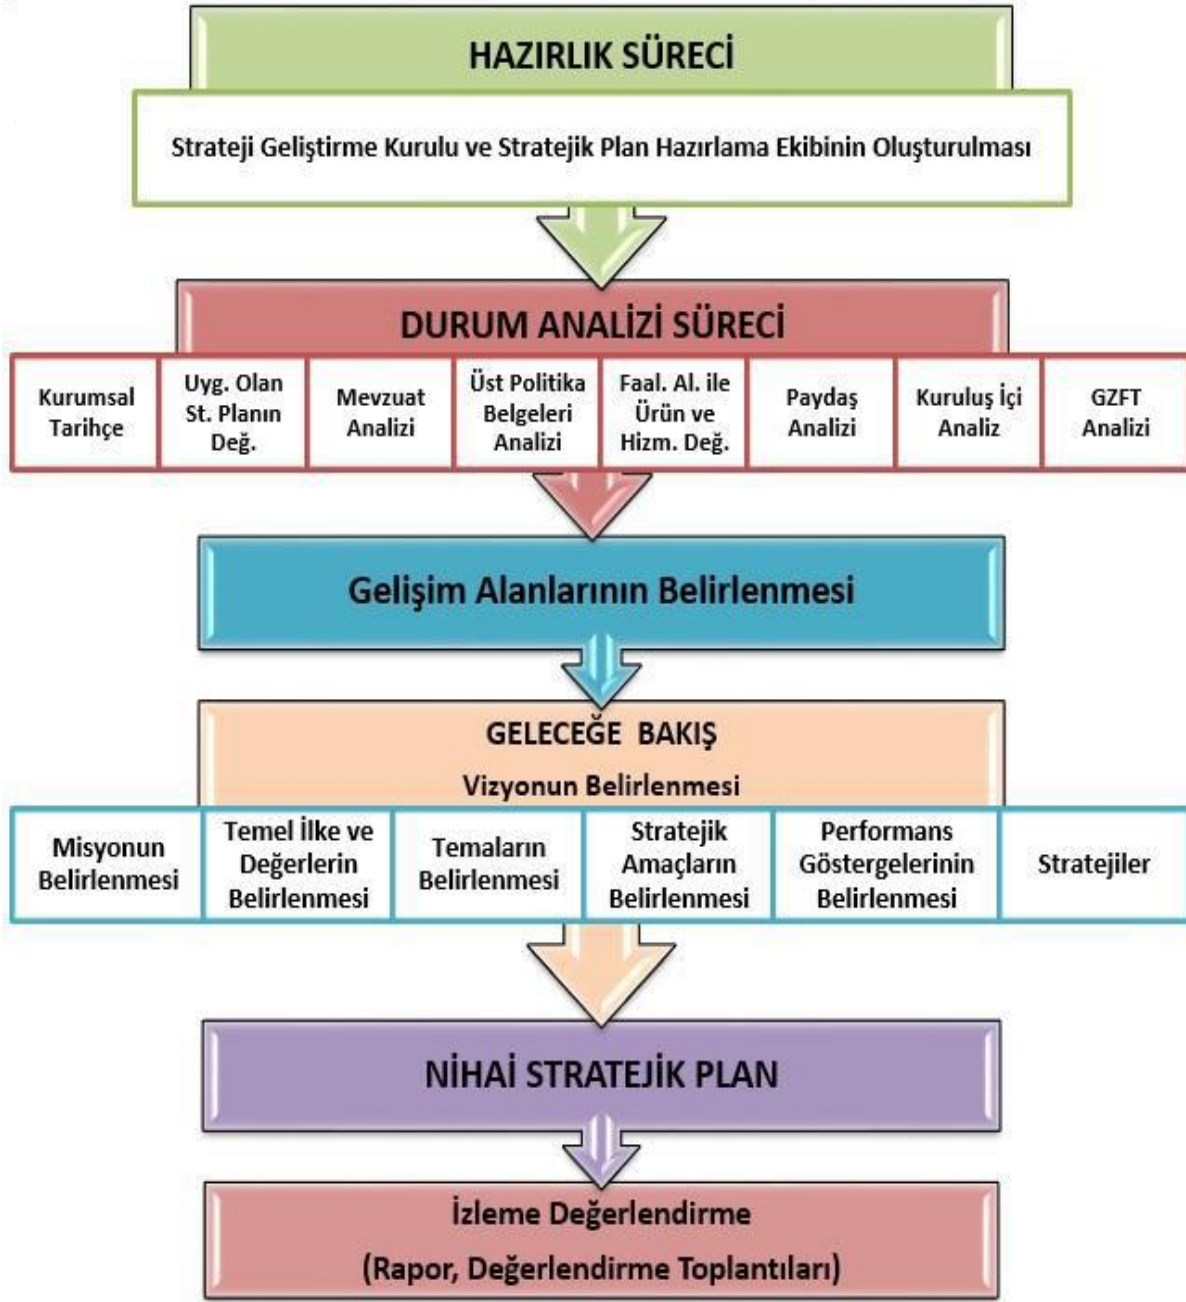 HAZIRLIK SÜRECİ
Strateji Geliştirme Kurulu ve Stratejik Plan Hazırlama Ekibinin Oluşturulması
DURUM ANALİZİ SÜRECİ
Kurumsal
Tarihçe
Uyg. Olan
St. Planın
Değ.
Mevzuat
Analizi
Üst Politika
Belgeleri
Analizi
Faal. Al. ile
Ürün ve
Hizm. Değ.
Paydaş
Analizi
Kuruluş İçi
Analiz
GZFT
Analizi
Gelişim Alanlarının Belirlenmesi
GELECEĞE BAKIŞ
Vizyonun Belirlenmesi
Misyonun
Belirlenmesi
Temel İlke ve
Değerlerin
Belirlenmesi
Temaların
Belirlenmesi
Stratejik
Amaçların
Belirlenmesi
Performans
Göstergelerinin
Belirlenmesi
Stratejiler
NİHAİ STRATEJİK PLAN
İzleme Değerlendirme
(Rapor, Değerlendirme Toplantıları)